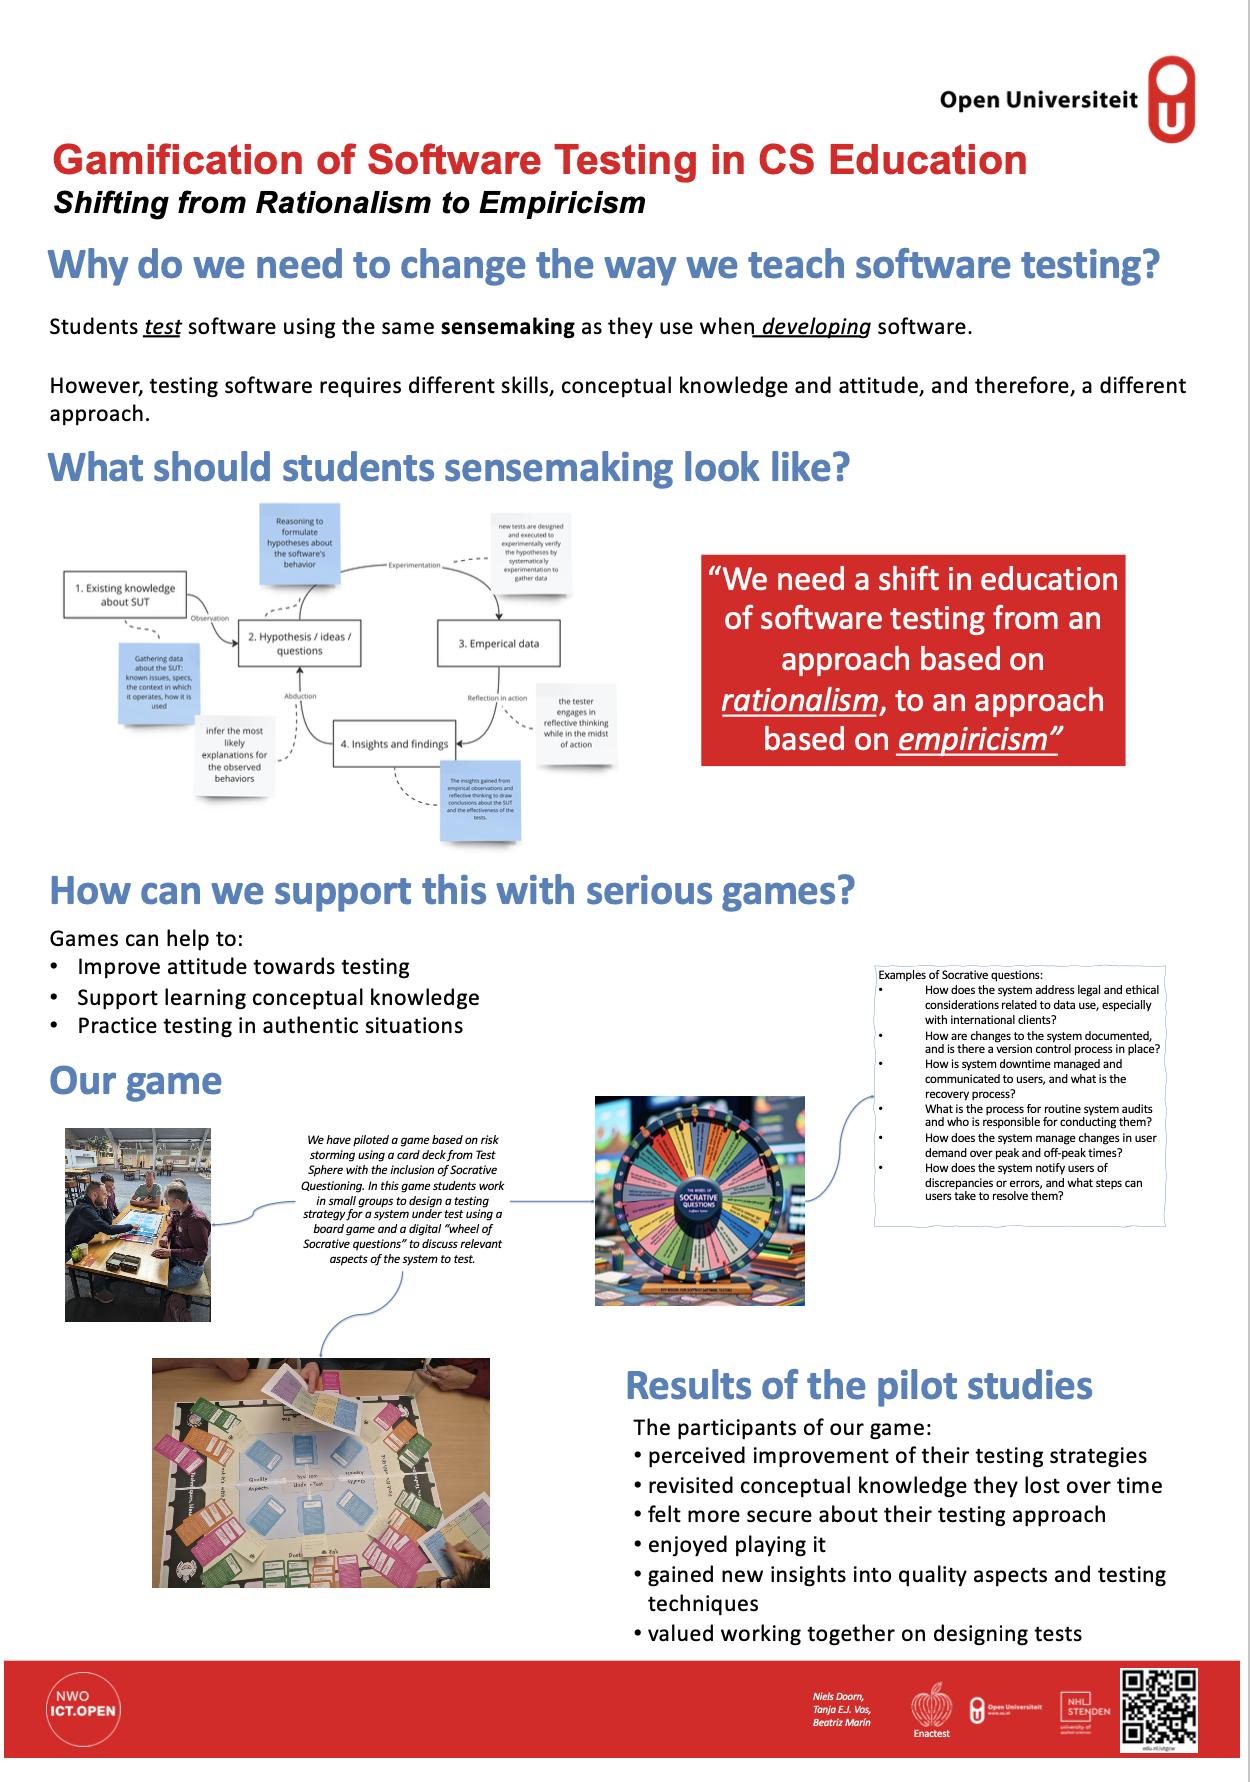 Open Universiteit
Gamification of Software Testing in CS Education
Shifting from Rationalism to Empiricism
Why do we need to change the way we teach software testing?
Students test software using the same sensemaking as they use when developing software.
However, testing software requires different skills, conceptual knowledge and attitude, and therefore, a different
approach.
What should students sensemaking look like?
Reasoning to
formulate
hypotheses about
the software's
behavior
new tests are designed
and executed to
experimentally verify
the hypotheses by
systematically
experimentation to
gather data
Experimentation
1. Existing knowledge
about SUT
Observation
2. Hypothesis / ideas /
questions
3. Emperical data
Gathering data
about the SUT:
known issues, specs,
the context in which
it operates, how it is
used
Abduction
Reflection in action
the tester
engages in
reflective thinking
while in the midst
of action
infer the most
likely
explanations for
the observed
behaviors
4. Insights and findings
The insights gained from
empirical observations and
reflective thinking to draw
conclusions about the SUT
and the effectiveness of the
tests.
“We need a shift in education
of software testing from an
approach based on
rationalism, to an approach
based on empiricism”
How can we support this with serious games?
Games can help to:
• Improve attitude towards testing
• Support learning conceptual knowledge
• Practice testing in authentic situations
Examples of Socrative questions:
• How does the system address legal and ethical
considerations related to data use, especially
with international clients?
• How are changes to the system documented,
and is there a version control process in place?
• How is system downtime managed and
communicated to users, and what is the
recovery process?
• What is the process for routine system audits
and who is responsible for conducting them?
• How does the system manage changes in user
demand over peak and off-peak times?
• How does the system notify users of
discrepancies or errors, and what steps can
users take to resolve them?
Our game
We have piloted a game based on risk
storming using a card deck from Test
Sphere with the inclusion of Socrative
Questioning. In this game students work
in small groups to design a testing
strategy for a system under test using a
board game and a digital “wheel of
Socrative questions” to discuss relevant
aspects of the system to test.
THE WHEEL OF
SOCRATIVE
QUESTIONS
Quality
Aspects
Results of the pilot studies
The participants of our game:
• perceived improvement of their testing strategies
• revisited conceptual knowledge they lost over time
• felt more secure about their testing approach
• enjoyed playing it
• gained new insights into quality aspects and testing
techniques
• valued working together on designing tests
NWO
ICT.OPEN
Niels Doorn,
Tanja E.J. Vos,
Beatriz Marín
Enactest
Open Universiteit
www.ou.nl
NHL
STENDEN
university of
applied sciences